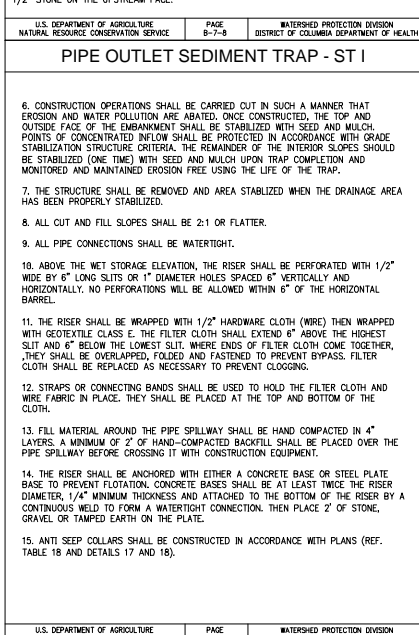 1/2" STONE ON THE UPSTREAM FACE.
U.S. DEPARTMENT OF AGRICULTURE PAGE WATERSHED PROTECTION DIVISION
NATURAL RESOURCE CONSERVATION SERVICE B-7-8 DISTRICT OF COLUMBIA DEPARTMENT OF HEALTH
PIPE OUTLET SEDIMENT TRAP - ST I
6. CONSTRUCTION OPERATIONS SHALL BE CARRIED OUT IN SUCH A MANNER THAT
EROSION AND WATER POLLUTION ARE ABATED. ONCE CONSTRUCTED, THE TOP AND
OUTSIDE FACE OF THE EMBANKMENT SHALL BE STABILIZED WITH SEED AND MULCH.
POINTS OF CONCENTRATED INFLOW SHALL BE PROTECTED IN ACCORDANCE WITH GRADE
STABILIZATION STRUCTURE CRITERIA. THE REMAINDER OF THE INTERIOR SLOPES SHOULD
BE STABILIZED (ONE TIME) WITH SEED AND MULCH UPON TRAP COMPLETION AND
MONITORED AND MAINTAINED EROSION FREE USING THE LIFE OF THE TRAP.
7. THE STRUCTURE SHALL BE REMOVED AND AREA STABLIZED WHEN THE DRAINAGE AREA
HAS BEEN PROPERLY STABILIZED.
8. ALL CUT AND FILL SLOPES SHALL BE 2:1 OR FLATTER.
9. ALL PIPE CONNECTIONS SHALL BE WATERTIGHT.
10. ABOVE THE WET STORAGE ELEVATION, THE RISER SHALL BE PERFORATED WITH 1/2"
WIDE BY 6" LONG SLITS OR 1" DIAMETER HOLES SPACED 6" VERTICALLY AND
HORIZONTALLY. NO PERFORATIONS WILL BE ALLOWED WITHIN 6" OF THE HORIZONTAL
BARREL.
11. THE RISER SHALL BE WRAPPED WITH 1/2" HARDWARE CLOTH (WIRE) THEN WRAPPED
WITH GEOTEXTILE CLASS E. THE FILTER CLOTH SHALL EXTEND 6" ABOVE THE HIGHEST
SLIT AND 6" BELOW THE LOWEST SLIT. WHERE ENDS OF FILTER CLOTH COME TOGETHER,
,THEY SHALL BE OVERLAPPED, FOLDED AND FASTENED TO PREVENT BYPASS. FILTER
CLOTH SHALL BE REPLACED AS NECESSARY TO PREVENT CLOGGING.
12. STRAPS OR CONNECTING BANDS SHALL BE USED TO HOLD THE FILTER CLOTH AND
WIRE FABRIC IN PLACE. THEY SHALL BE PLACED AT THE TOP AND BOTTOM OF THE
CLOTH.
13. FILL MATERIAL AROUND THE PIPE SPILLWAY SHALL BE HAND COMPACTED IN 4"
LAYERS. A MINIMUM OF 2' OF HAND-COMPACTED BACKFILL SHALL BE PLACED OVER THE
PIPE SPILLWAY BEFORE CROSSING IT WITH CONSTRUCTION EQUIPMENT.
14. THE RISER SHALL BE ANCHORED WITH EITHER A CONCRETE BASE OR STEEL PLATE
BASE TO PREVENT FLOTATION. CONCRETE BASES SHALL BE AT LEAST TWICE THE RISER
DIAMETER, 1/4" MINIMUM THICKNESS AND ATTACHED TO THE BOTTOM OF THE RISER BY A
CONTINUOUS WELD TO FORM A WATERTIGHT CONNECTION. THEN PLACE 2' OF STONE,
GRAVEL OR TAMPED EARTH ON THE PLATE.
15. ANTI SEEP COLLARS SHALL BE CONSTRUCTED IN ACCORDANCE WITH PLANS (REF.
TABLE 18 AND DETAILS 17 AND 18).
U.S. DEPARTMENT OF AGRICULTURE PAGE WATERSHED PROTECTION DIVISION